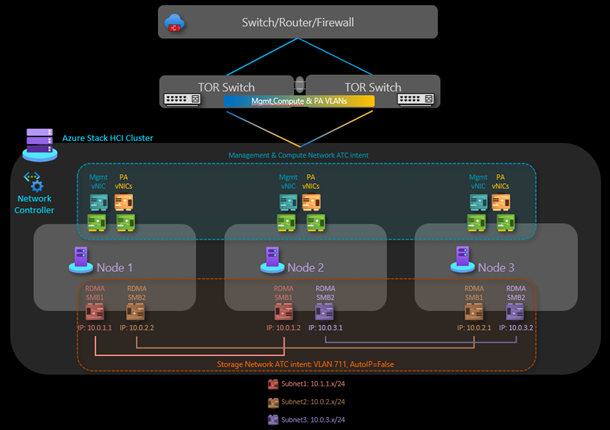 Switch/Router/Firewall
TOR Switch TOR Switch
Mgmt,Compute & PA VLANs
Azure Stack HCI Cluster
Management & Compute Network ATC intent
Network
Controller
Mgmt
vNIC
PA
vNICs
Mgmt
vNIC
PA
vNICs
Mgmt
vNIC
PA
vNICs
Node 1
Node 2
Node 3
RDMA
SMB1
RDMA
SMB2
RDMA
SMB1
RDMA
SMB2
RDMA
SMB1
RDMA
SMB2
IP: 10.0.1.1 IP: 10.0.2.2 IP: 10.0.1.2 IP: 10.0.3.1 IP: 10.0.2.1 IP: 10.0.3.2
Storage Network ATC intent: VLAN 711, AutoIP=False
Subnet1: 10.1.1.x/24
Subnet2: 10.0.2.x/24
Subnet3: 10.0.3.x/24